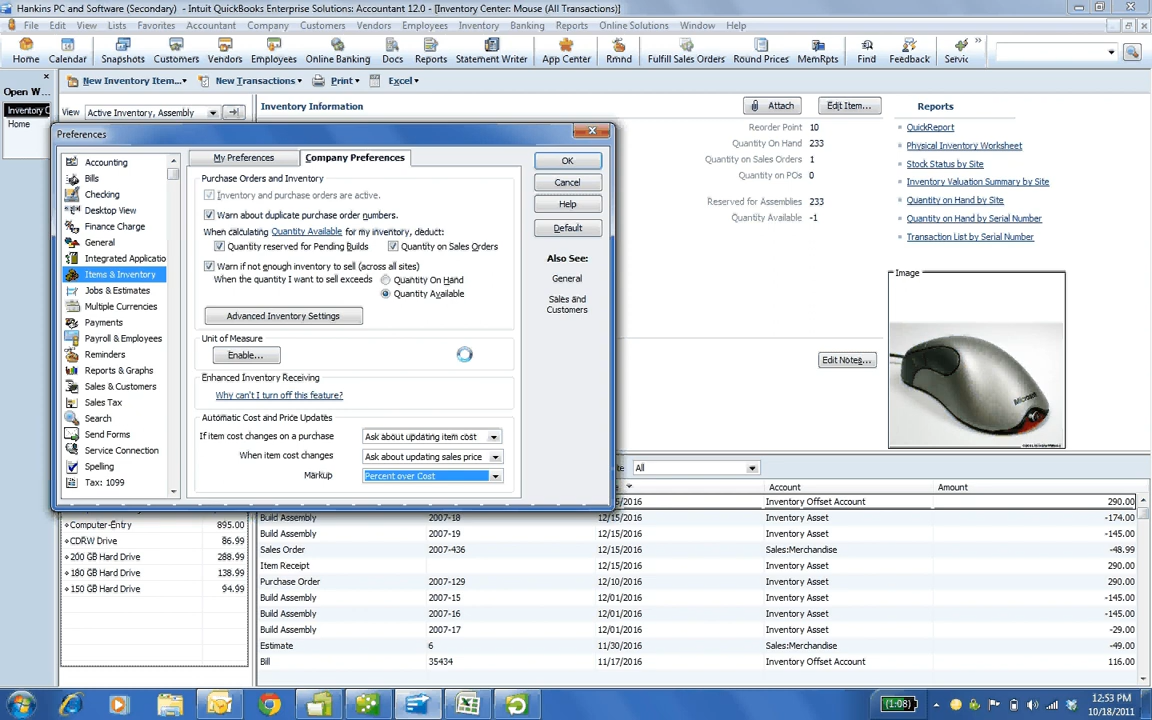 Hankins PC and Software (Secondary) - Intuit QuickBooks Enterprise Solutions: Accountant 12.0 - [Inventory Center: Mouse (All Transactions)]
File Edit View Lists Favorites Accountant Company Customers Vendors Employees Inventory Banking Reports Online Solutions Window Help
Home Calendar Snapshots Customers Vendors Employees Online Banking Docs Reports Statement Writer App Center Rmnd Fulfill Sales Orders Round Prices MemRpts Find Feedback Servic
New Inventory Item... New Transactions Print Excel
Open W...
Inventory C
Home
View Active Inventory, Assembly
Inventory Information
Attach
Edit Item...
Reports
Reorder Point 10
Quantity On Hand 233
Quantity on Sales Orders 1
Quantity on POs 0
Reserved for Assemblies 233
Quantity Available -1
QuickReport
Physical Inventory Worksheet
Stock Status by Site
Inventory Valuation Summary by Site
Quantity on Hand by Site
Quantity on Hand by Serial Number
Transaction List by Serial Number
Image
Microsoft
Edit Notes...
Preferences
Accounting
Bills
Checking
Desktop View
Finance Charge
General
Integrated Applicatio
Items & Inventory
Jobs & Estimates
Multiple Currencies
Payments
Payroll & Employees
Reminders
Reports & Graphs
Sales & Customers
Sales Tax
Search
Send Forms
Service Connection
Spelling
Tax: 1099
My Preferences Company Preferences
Purchase Orders and Inventory
Inventory and purchase orders are active.
Warn about duplicate purchase order numbers.
When calculating Quantity Available for my inventory, deduct:
Quantity reserved for Pending Builds Quantity on Sales Orders
Warn if not enough inventory to sell (across all sites)
When the quantity I want to sell exceeds Quantity On Hand
Quantity Available
Advanced Inventory Settings
Unit of Measure
Enable...
Enhanced Inventory Receiving
Why can't I turn off this feature?
Automatic Cost and Price Updates
If item cost changes on a purchase Ask about updating item cost
When item cost changes Ask about updating sales price
Markup Percent over Cost
OK
Cancel
Help
Default
Also See:
General
Sales and
Customers
All
Account Amount
Inventory Offset Account 290.00
Build Assembly 2007-18 12/15/2016 Inventory Asset -174.00
Build Assembly 2007-19 12/15/2016 Inventory Asset -145.00
Sales Order 2007-436 12/15/2016 Sales:Merchandise -48.99
Item Receipt 12/15/2016 Inventory Asset 290.00
Purchase Order 2007-129 12/10/2016 Inventory Asset 290.00
Build Assembly 2007-15 12/01/2016 Inventory Asset -145.00
Build Assembly 2007-16 12/01/2016 Inventory Asset -145.00
Build Assembly 2007-17 12/01/2016 Inventory Asset -29.00
Estimate 6 11/30/2016 Sales:Merchandise -49.00
Bill 35434 11/17/2016 Inventory Offset Account 116.00
Computer-Entry 895.00
CDRW Drive 86.99
200 GB Hard Drive 288.99
180 GB Hard Drive 138.99
150 GB Hard Drive 94.99
(1:08)
12:53 PM
10/18/2011